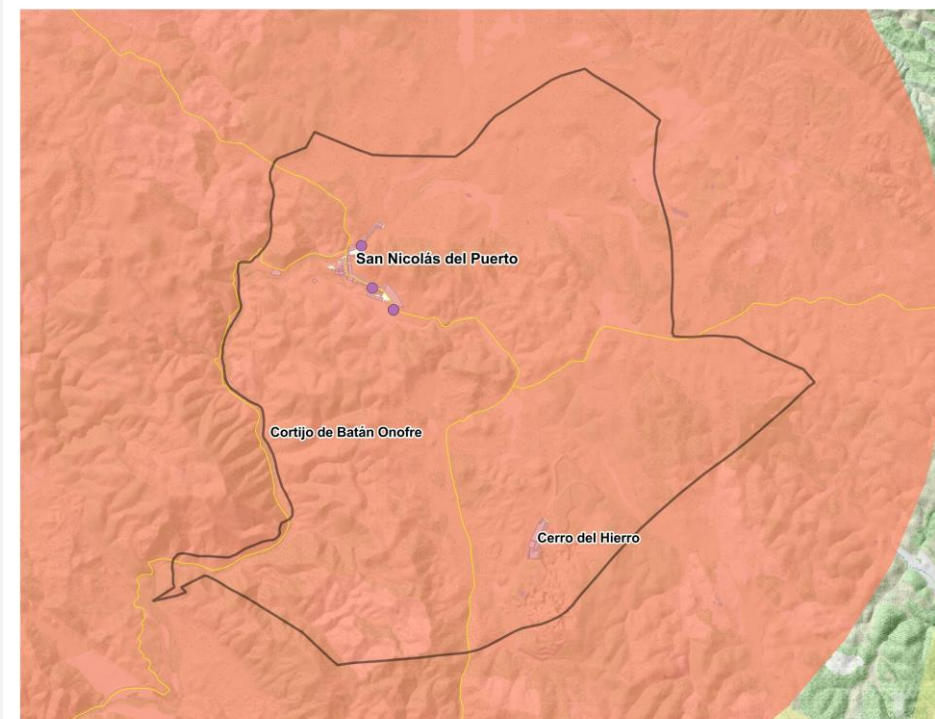 San Nicolás del Puerto
Cortijo de Batán Onofre
Cerro del Hierro